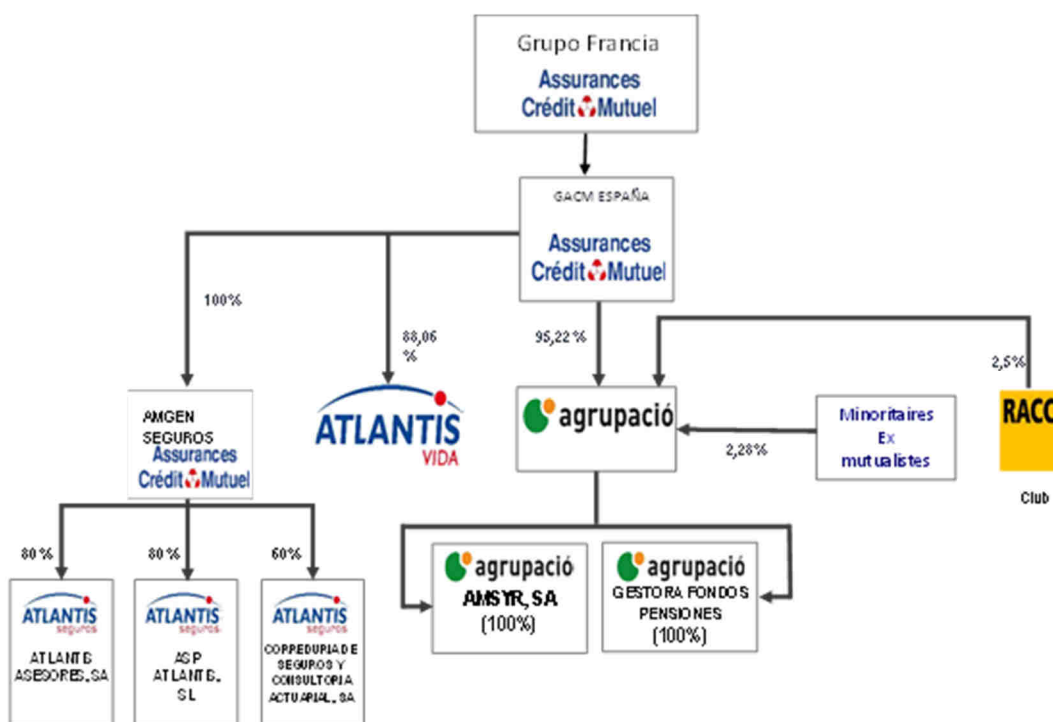 Grupo Francia
Assurances
Crédit Mutuel
GACM ESPAÑA
Assurances
Crédit Mutuel
100%
88,06
%
95,22%
2,5%
AMGEN
SEGUROS
Assurances
Crédit Mutuel
ATLANTIS
VIDA
agrupació
2,28%
Minoritaires
Ex
mutualistes
RACC
Club
80%
80%
60%
ATLANTIS
seguros
ATLANTIS
ASESORES, SA
ATLANTIS
seguros
ASP
ATLANTIS,
SL
ATLANTIS
seguros
CORREDURIA DE
SEGUROS Y
CONSULTORIA
ACTUARIAL, SA
agrupació
AMSYR, SA
(100%)
agrupació
GESTORA FONDOS
PENSIONES
(100%)